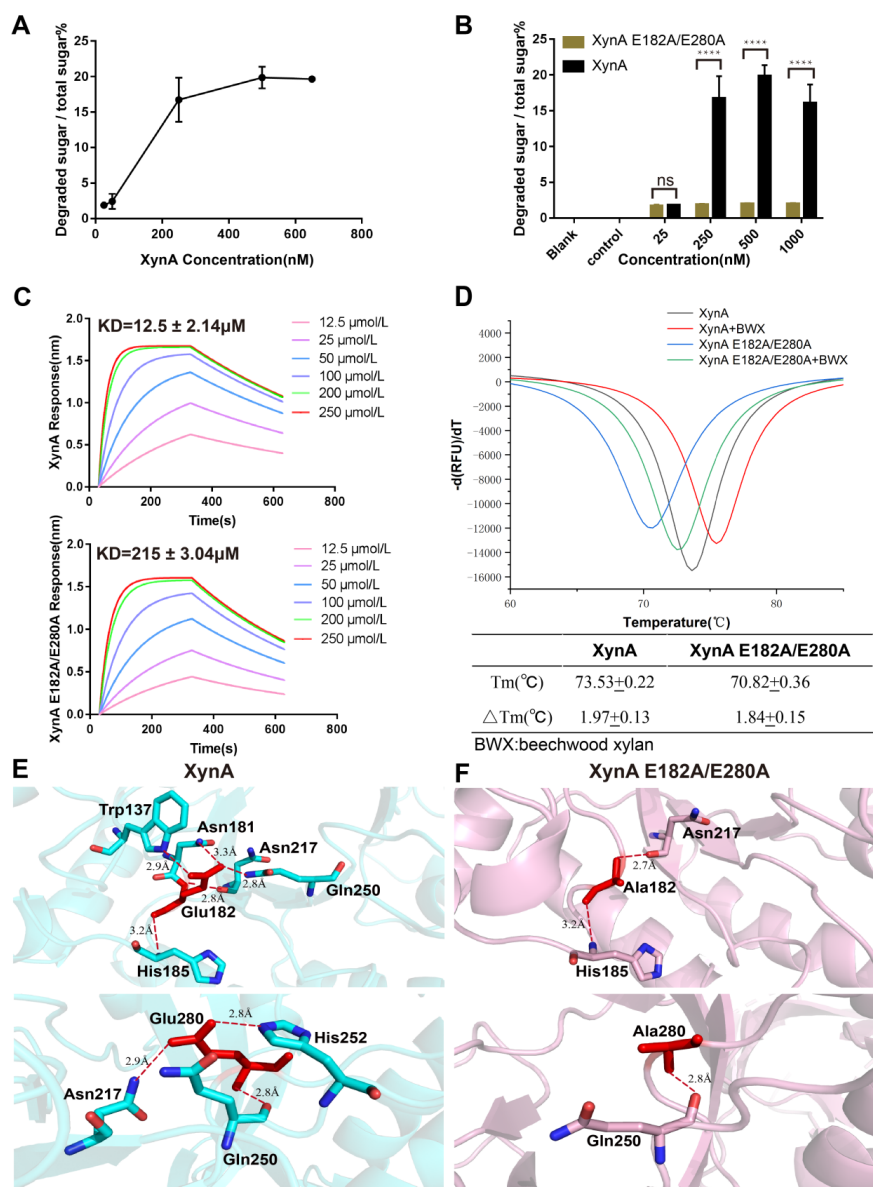 A
Degraded sugar / total sugar%
25
20
15
10
5
0
0 200 400 600 800
XynA Concentration(nM)
B
Degraded sugar / total sugar%
XynA E182A/E280A
XynA
25
20
15
10
5
0
ns
****
****
****
Blank control 25 250 500 1000
Concentration(nM)
C
KD=12.5 ± 2.14μM
XynA Response(nm)
2.0
1.5
1.0
0.5
0.0
0 200 400 600 800
Time(s)
12.5 μmol/L
25 μmol/L
50 μmol/L
100 μmol/L
200 μmol/L
250 μmol/L
KD=215 ± 3.04μM
XynA E182A/E280A Response(nm)
2.0
1.5
1.0
0.5
0.0
0 200 400 600 800
Time(s)
12.5 μmol/L
25 μmol/L
50 μmol/L
100 μmol/L
200 μmol/L
250 μmol/L
D
XynA
XynA+BWX
XynA E182A/E280A
XynA E182A/E280A+BWX
-d(RFU)/dT
4000
2000
0
-2000
-4000
-6000
-8000
-10000
-12000
-14000
-16000
60 70 80
Temperature(℃)
XynA XynA E182A/E280A
Tm(℃) 73.53±0.22 70.82±0.36
△Tm(℃) 1.97±0.13 1.84±0.15
BWX:beechwood xylan
E
XynA
Trp137
Asn181
3.3Å
Asn217
2.9Å
2.8Å
Gln250
2.8Å
Glu182
3.2Å
His185
Glu280
2.8Å
His252
2.9Å
Asn217
2.8Å
Gln250
F
XynA E182A/E280A
Asn217
2.7Å
Ala182
3.2Å
His185
Ala280
2.8Å
Gln250